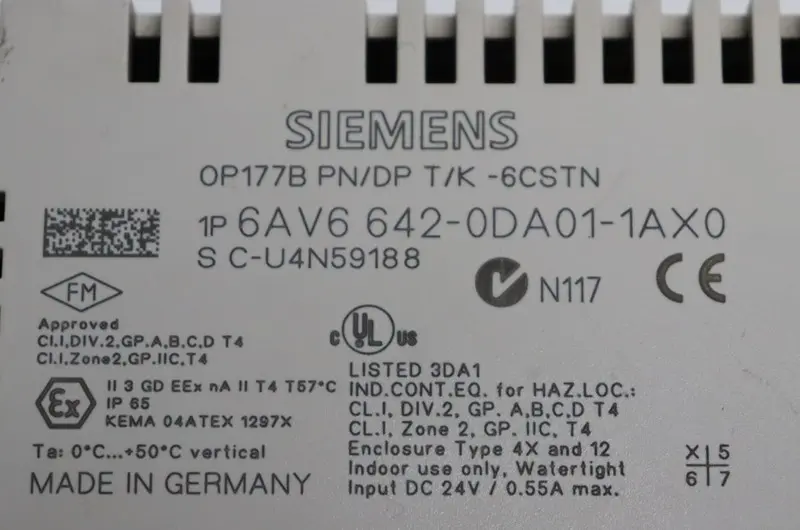 SIEMENS
OP177B PN/DP T/K -6CSTN
1P 6AV6 642-0DA01-1AX0
S C-U4N59188
N117
CE
FM
Approved
CL.I,DIV.2,GP.A,B,C,D T4
CL.I.Zone2,GP.IIC,T4
C UL US
LISTED 3DA1
IND.CONT.EQ. for HAZ.LOC.:
CL.I, DIV.2, GP. A,B,C,D T4
CL.I, Zone 2, GP. IIC, T4
Enclosure Type 4X and 12
Indoor use only, Watertight
Input DC 24V / 0.55A max.
Ex
II 3 GD EEx nA II T4 T57°C
IP 65
KEMA 04ATEX 1297X
Ta: 0°C...+50°C vertical
MADE IN GERMANY
X 5
6 7